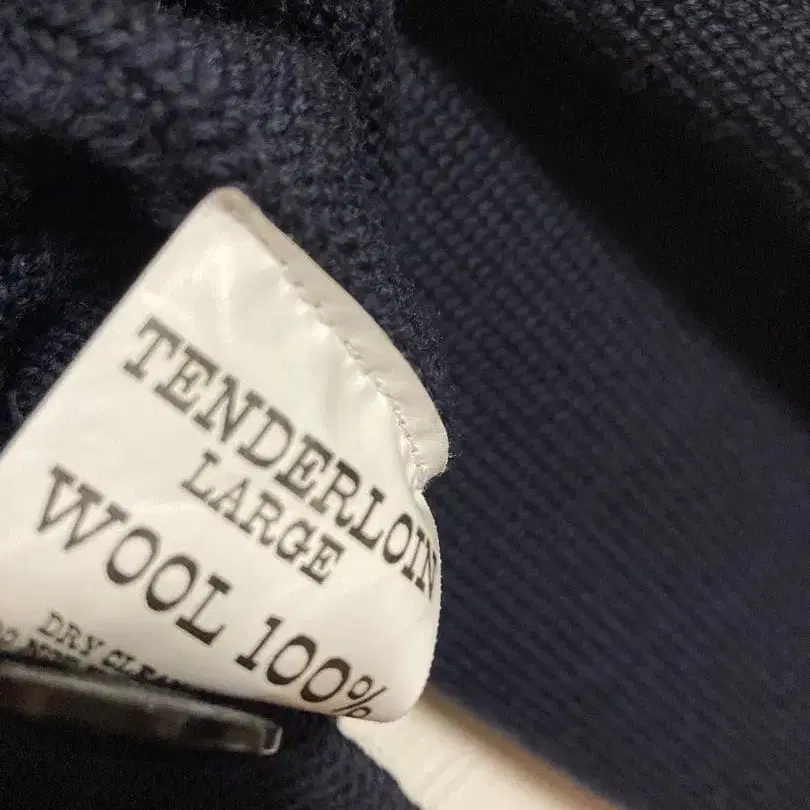 TENDERLOIN
LARGE
WOOL 100%
DRY CLEAN